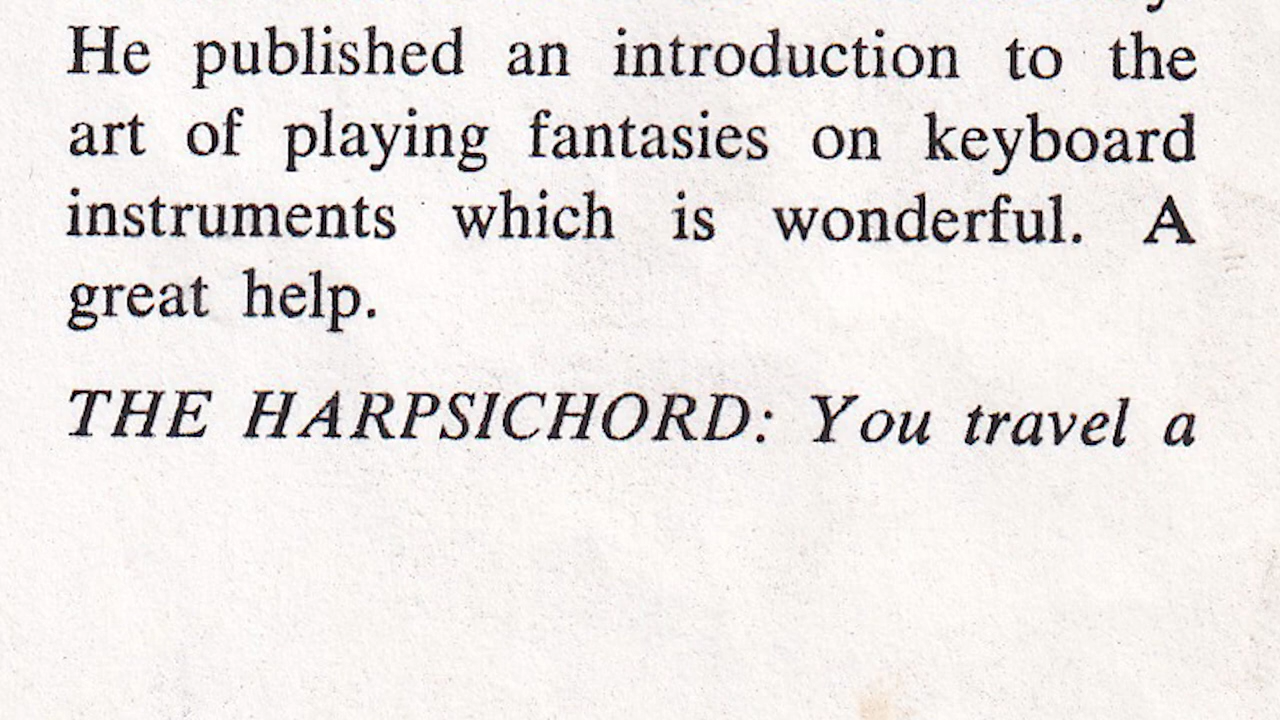 He published an introduction to the
art of playing fantasies on keyboard
instruments which is wonderful. A
great help.
THE HARPSICHORD: You travel a